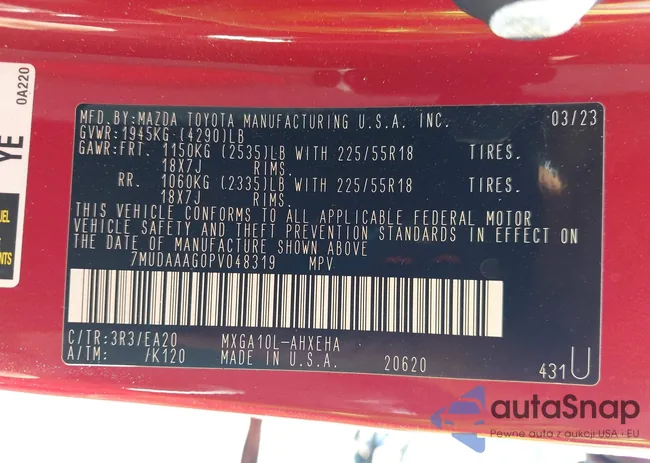 0A220
YE
MFD.BY:MAZDA TOYOTA MANUFACTURING U.S.A. INC. 03/23
GVWR:1945KG (4290)LB
GAWR:FRT. 1150KG (2535)LB WITH 225/55R18 TIRES.
18X7J RIMS.
RR. 1060KG (2335)LB WITH 225/55R18 TIRES.
18X7J RIMS.
THIS VEHICLE CONFORMS TO ALL APPLICABLE FEDERAL MOTOR
VEHICLE SAFETY AND THEFT PREVENTION STANDARDS IN EFFECT ON
THE DATE OF MANUFACTURE SHOWN ABOVE
7MUDAAAG0PV048319 MPV
C/TR:3R3/EA20 MXGA10L-AHXEHA
A/TM: /K120 MADE IN U.S.A. 20620 431U
autaSnap
Pewne auta z aukcji USA i EU